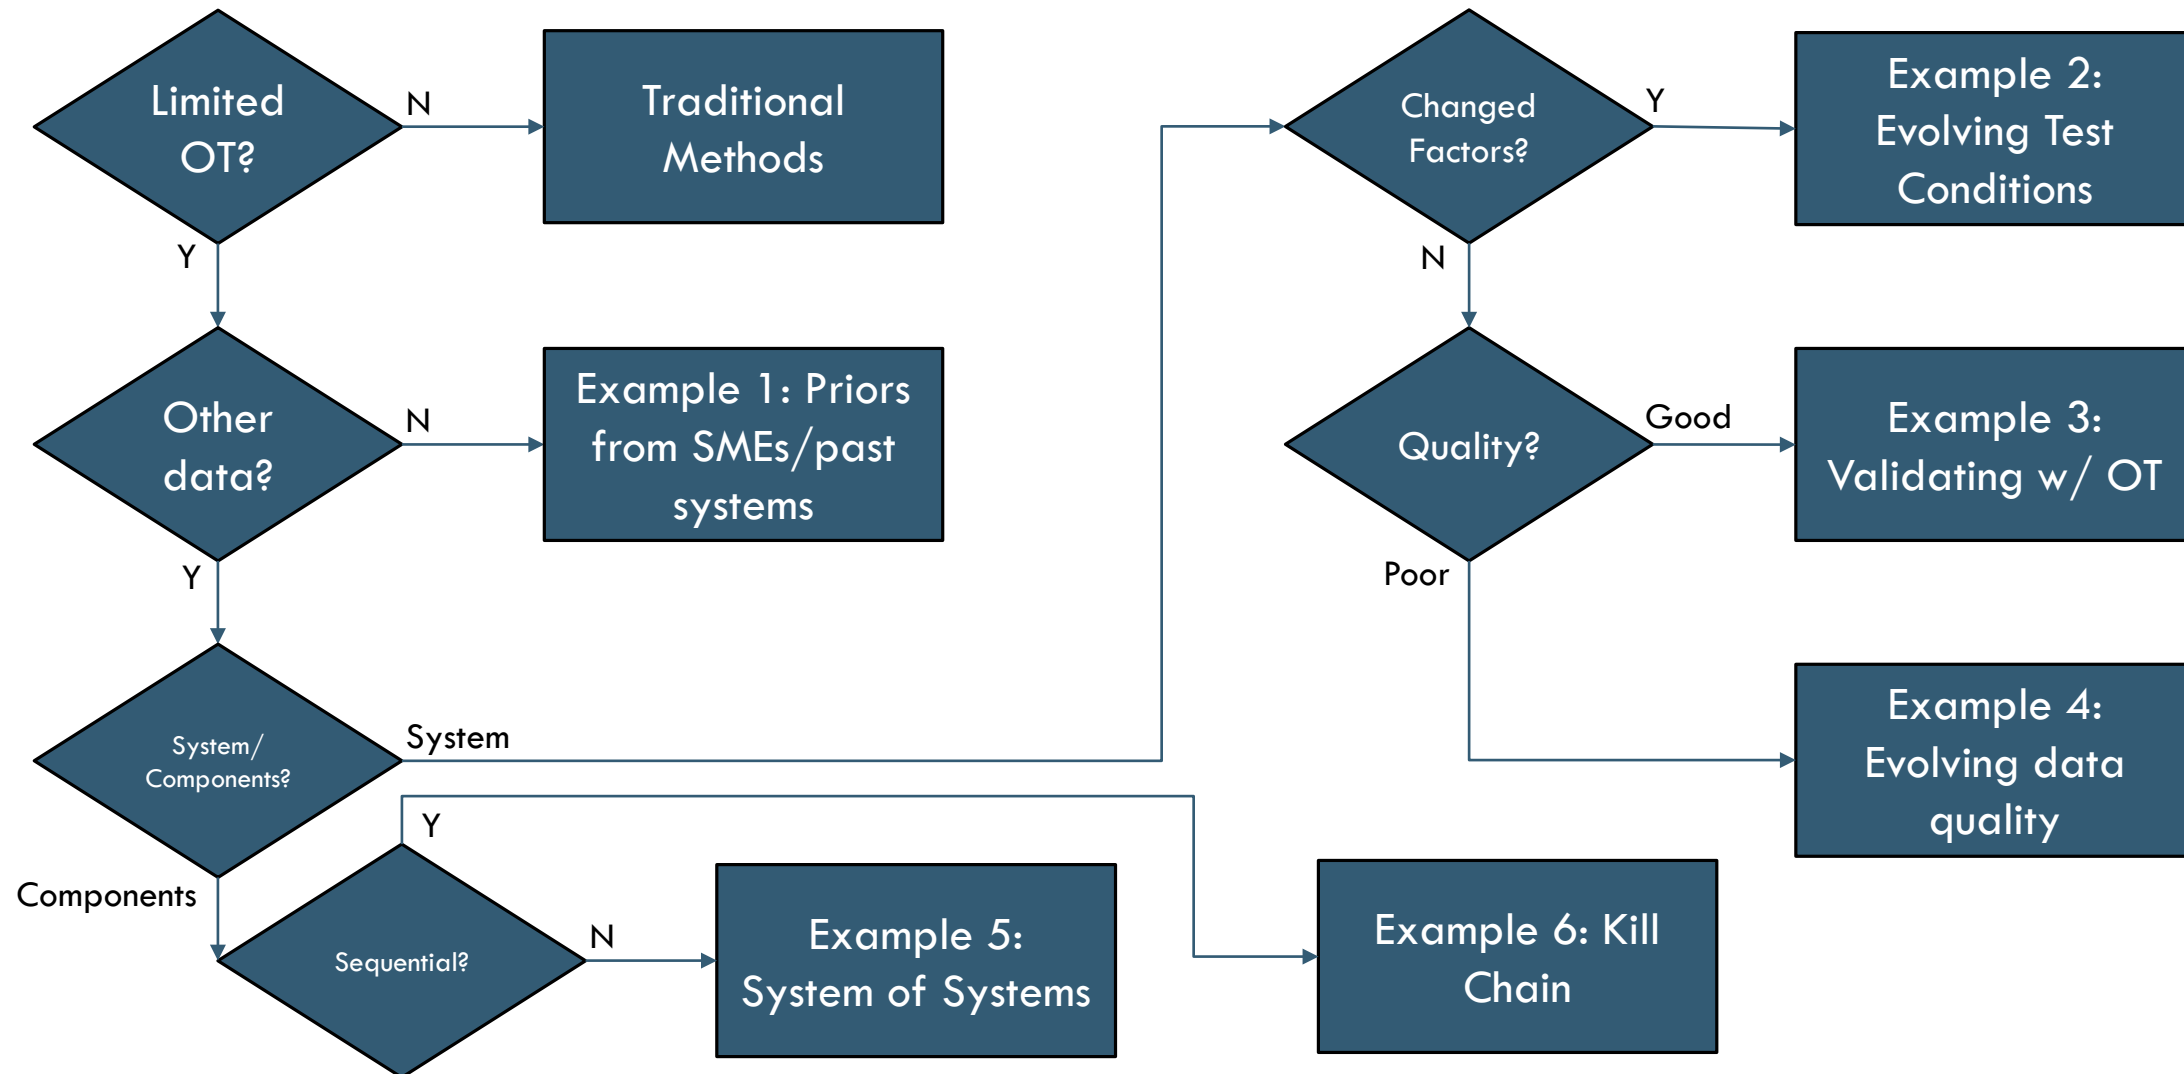 Limited
OT?
N
Traditional
Methods
Y
Other
data?
N
Example 1: Priors
from SMEs/past
systems
Y
System/
Components?
System
Components
Sequential?
Y
N
Example 5:
System of Systems
Example 6: Kill
Chain
Changed
Factors?
Y
Example 2:
Evolving Test
Conditions
N
Quality?
Good
Example 3:
Validating w/ OT
Poor
Example 4:
Evolving data
quality